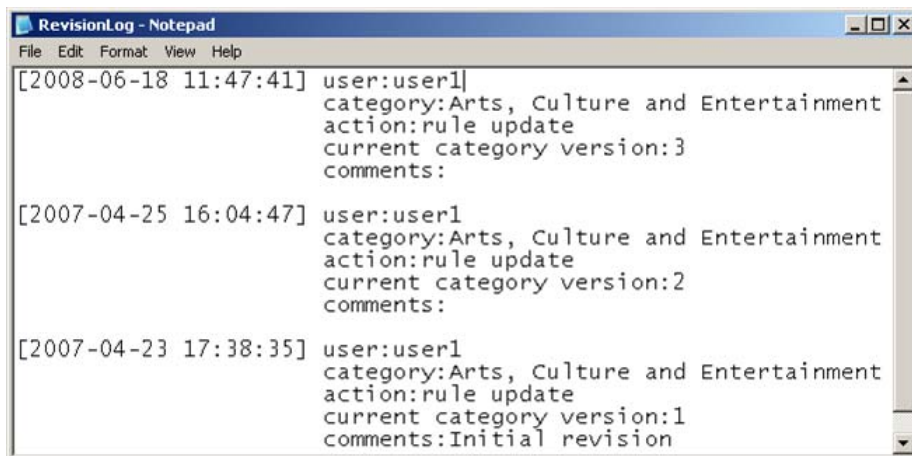 RevisionLog - Notepad
File Edit Format View Help
[2008-06-18 11:47:41] user:user1
category:Arts, Culture and Entertainment
action:rule update
current category version:3
comments:
[2007-04-25 16:04:47] user:user1
category:Arts, Culture and Entertainment
action:rule update
current category version:2
comments:
[2007-04-23 17:38:35] user:user1
category:Arts, Culture and Entertainment
action:rule update
current category version:1
comments:Initial revision